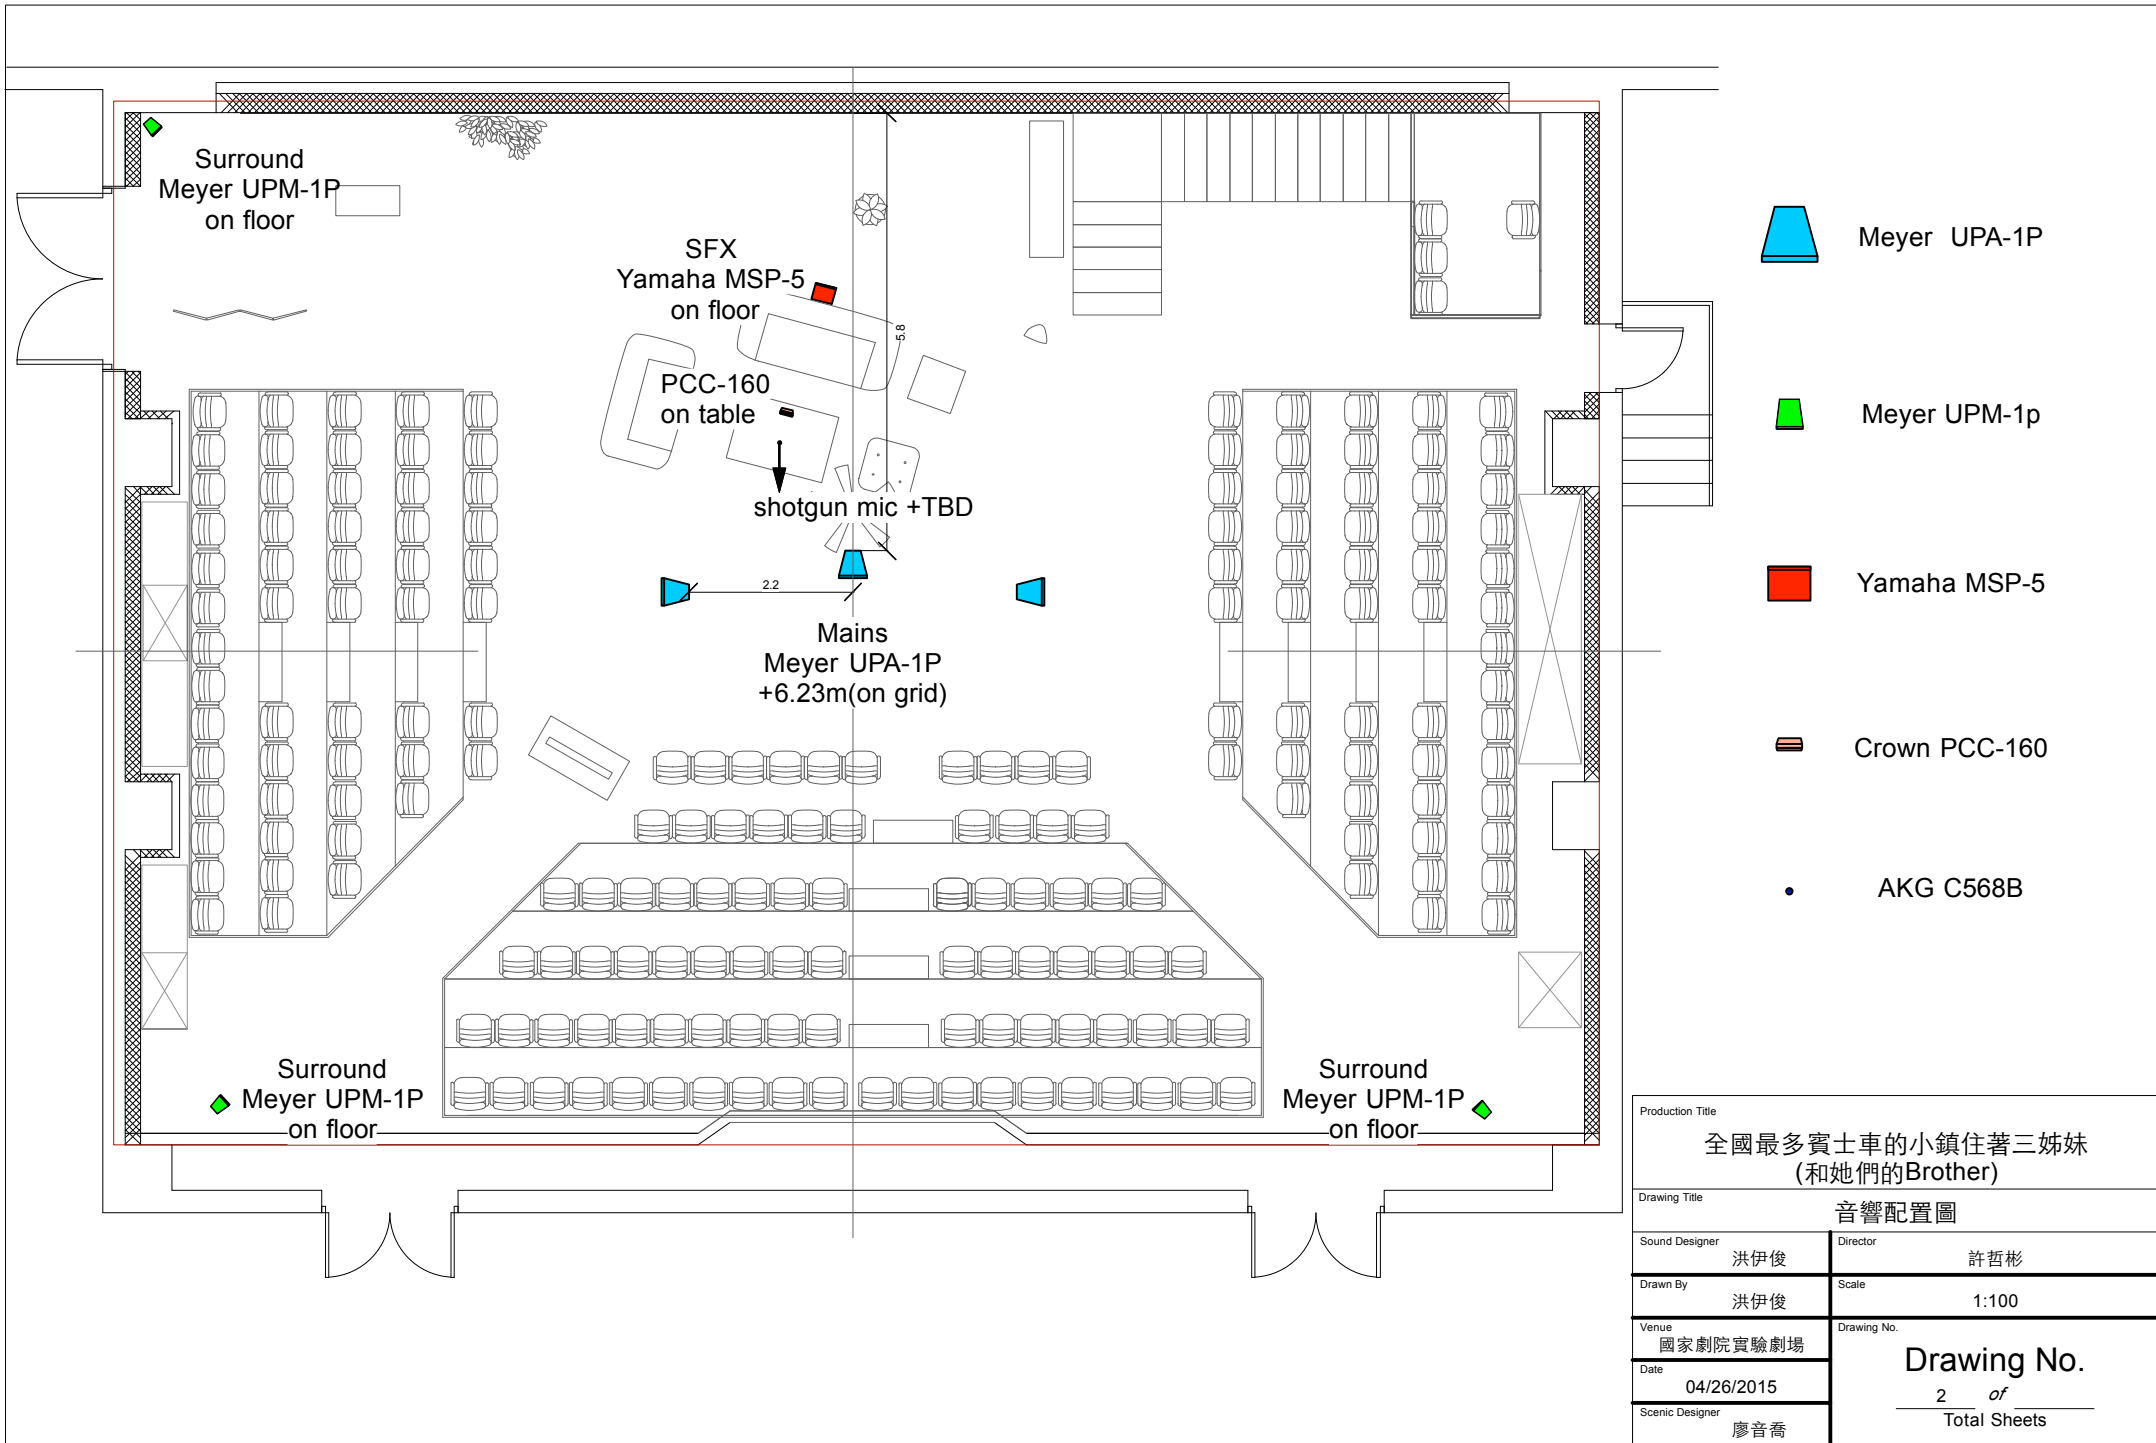 Surround
Meyer UPM-1P
on floor
SFX
Yamaha MSP-5
on floor
5.8
PCC-160
on table
shotgun mic +TBD
2.2
Mains
Meyer UPA-1P
+6.23m(on grid)
Surround
Meyer UPM-1P
on floor
Surround
Meyer UPM-1P
on floor
Meyer UPA-1P
Meyer UPM-1p
Yamaha MSP-5
Crown PCC-160
AKG C568B
Production Title
全國最多賓士車的小鎮住著三姊妹
(和她們的Brother)
Drawing Title
音響配置圖
Sound Designer
洪伊俊
Director
許哲彬
Drawn By
洪伊俊
Scale
1:100
Venue
國家劇院實驗劇場
Date
04/26/2015
Scenic Designer
廖音喬
Drawing No.
Drawing No.
2 of
Total Sheets